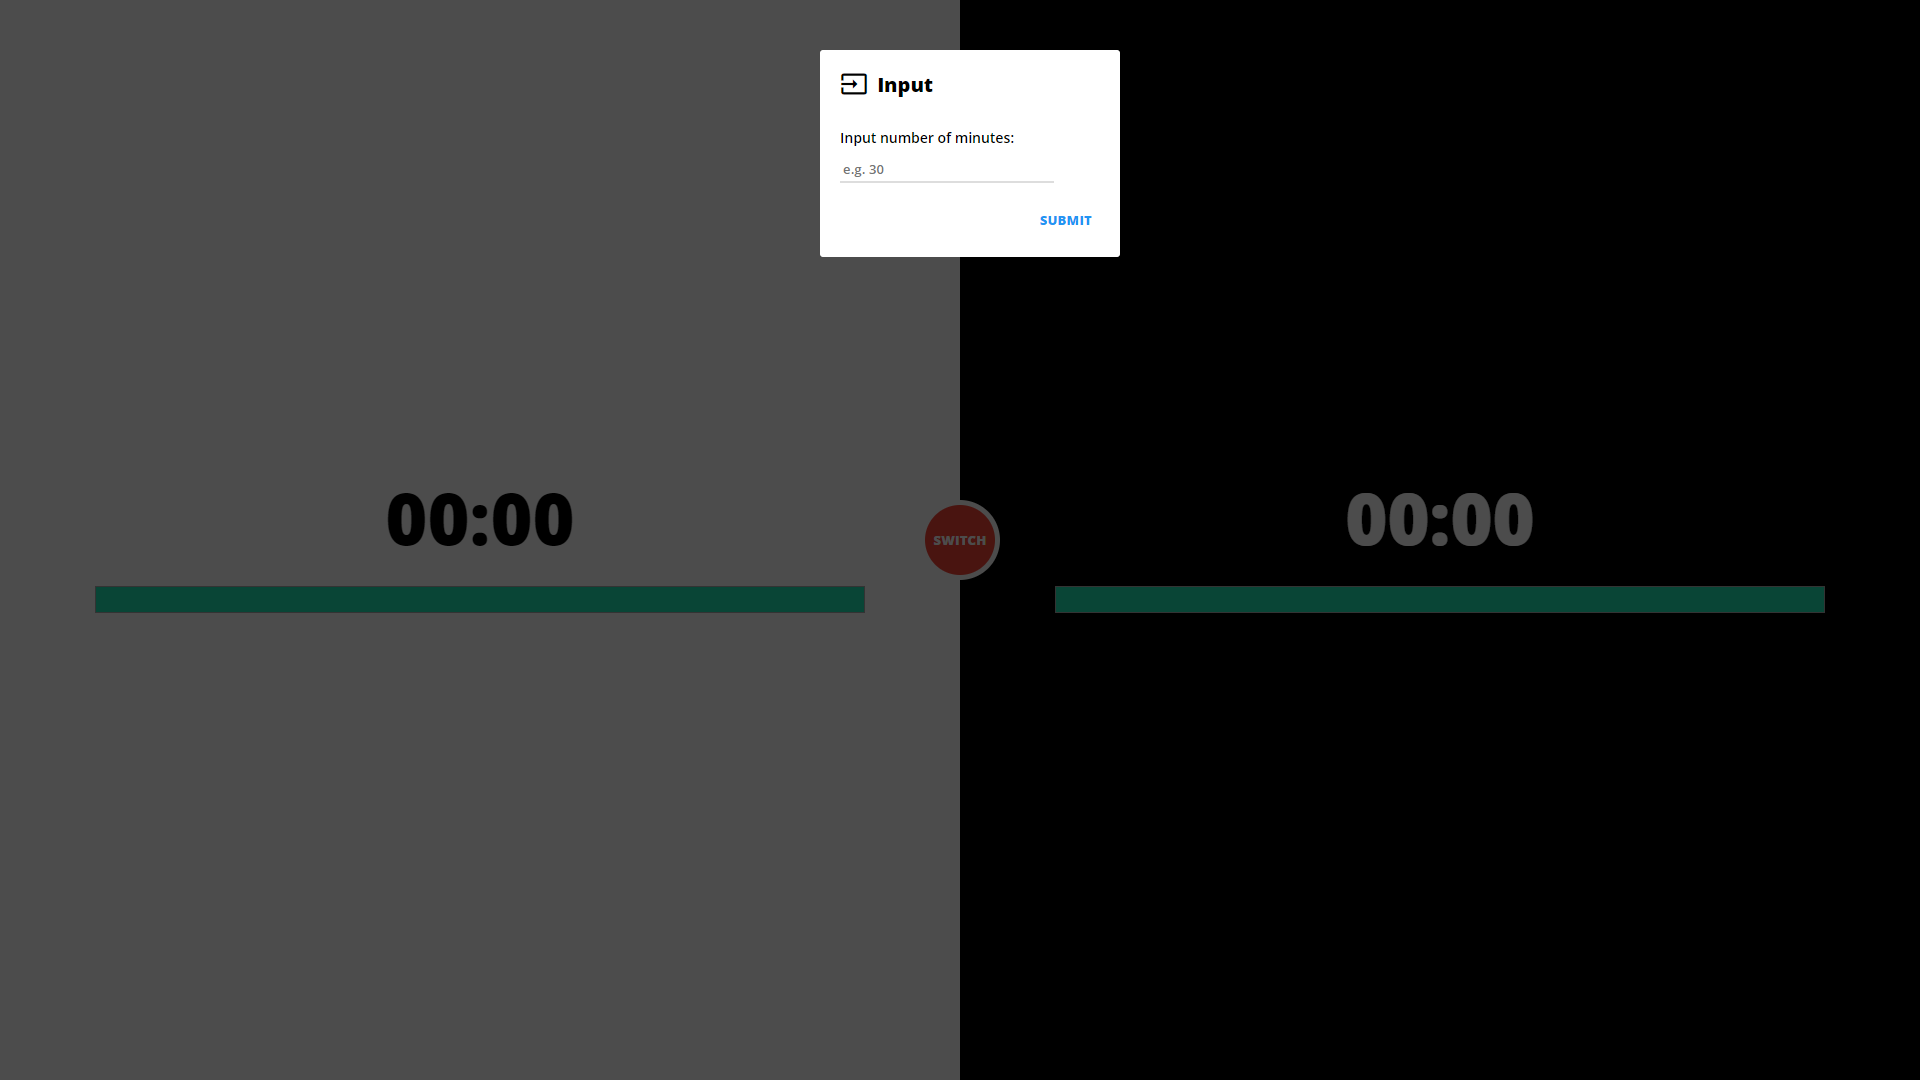 Input
Input number of minutes:
e.g. 30
SUBMIT
00:00
SWITCH
00:00